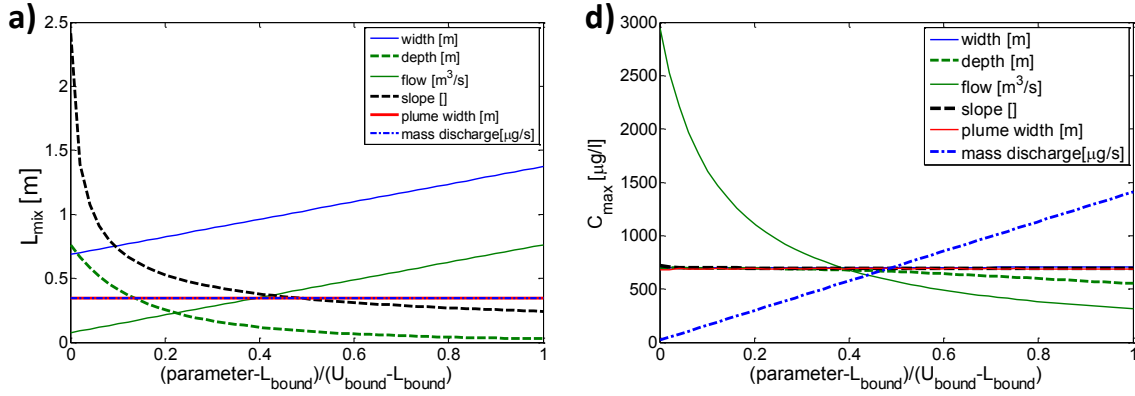 a)
2.5
2
1.5
1
0.5
0
L_mix [m]
width [m]
depth [m]
flow [m³/s]
slope []
plume width [m]
mass discharge[µg/s]
0 0.2 0.4 0.6 0.8 1
(parameter-L_bound)/(U_bound-L_bound)
d)
3000
2500
2000
1500
1000
500
0
C_max [µg/l]
width [m]
depth [m]
flow [m³/s]
slope []
plume width [m]
mass discharge[µg/s]
0 0.2 0.4 0.6 0.8 1
(parameter-L_bound)/(U_bound-L_bound)